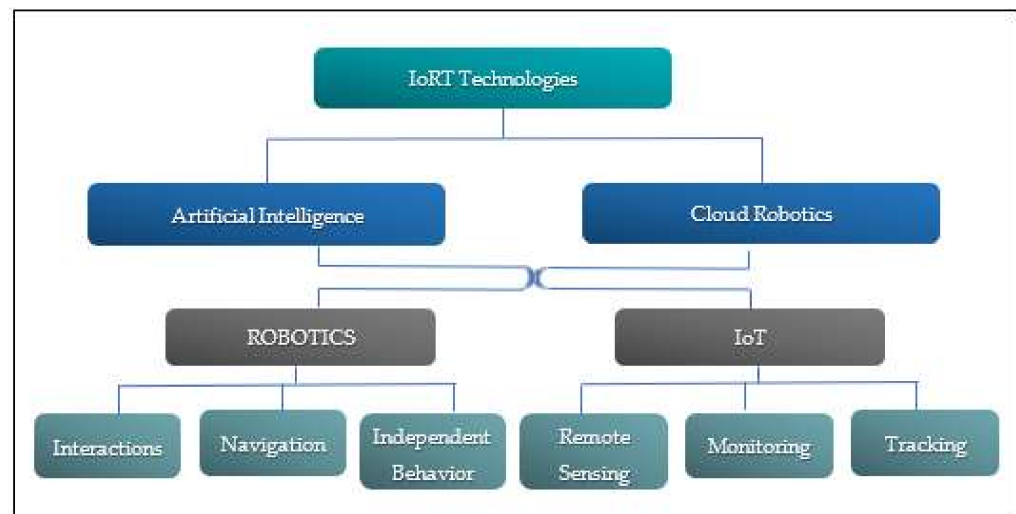 IoRT Technologies
Artificial Intelligence
Cloud Robotics
ROBOTICS
IoT
Interactions
Navigation
Independent
Behavior
Remote
Sensing
Monitoring
Tracking